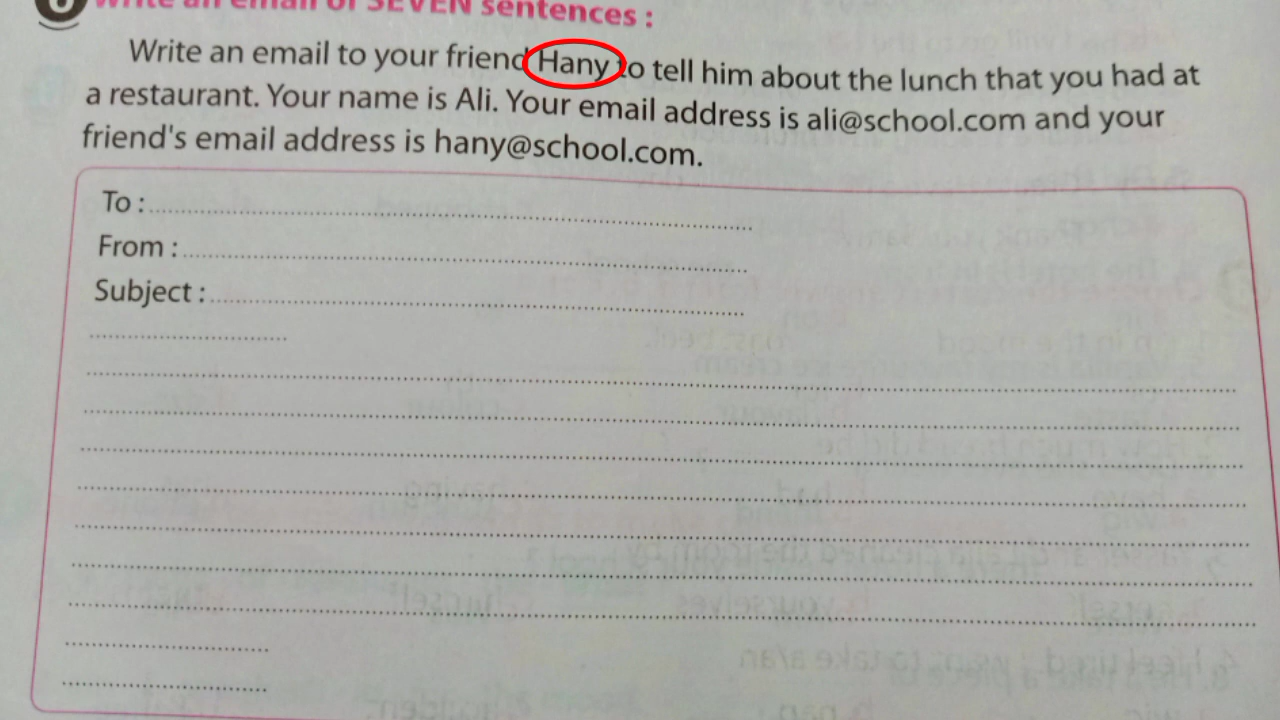 Write an email of SEVEN sentences :
Write an email to your friend Hany to tell him about the lunch that you had at
a restaurant. Your name is Ali. Your email address is ali@school.com and your
friend's email address is hany@school.com.
To :
From :
Subject :